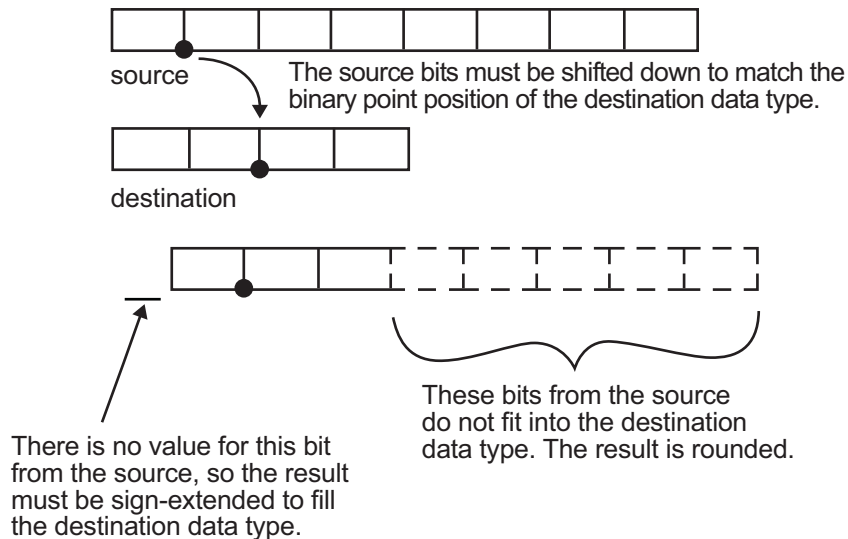 source
The source bits must be shifted down to match the
binary point position of the destination data type.
destination
These bits from the source
do not fit into the destination
data type. The result is rounded.
There is no value for this bit
from the source, so the result
must be sign-extended to fill
the destination data type.